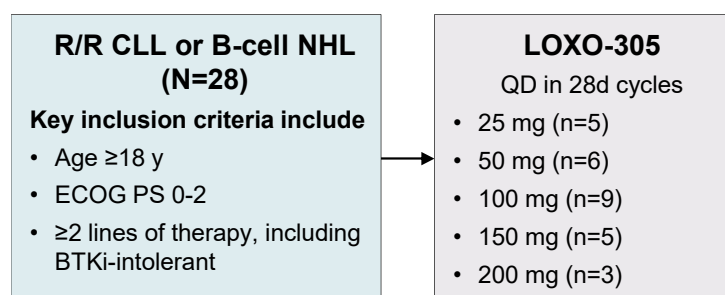 R/R CLL or B-cell NHL
(N=28)
Key inclusion criteria include
• Age ≥18 y
• ECOG PS 0-2
• ≥2 lines of therapy, including
BTKi-intolerant
LOXO-305
QD in 28d cycles
• 25 mg (n=5)
• 50 mg (n=6)
• 100 mg (n=9)
• 150 mg (n=5)
• 200 mg (n=3)